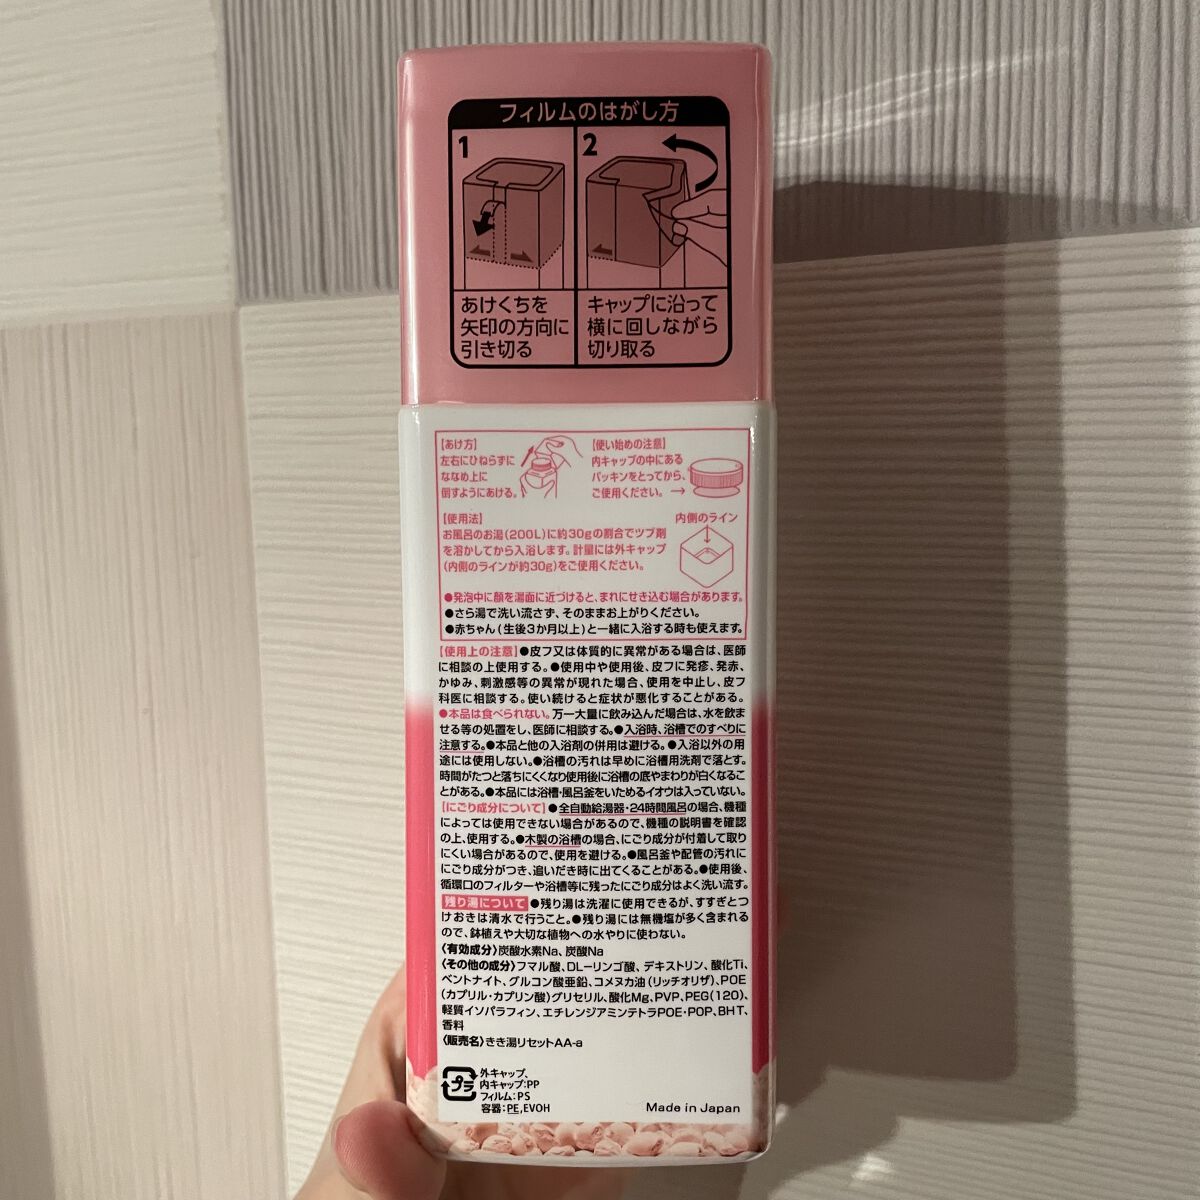 フィルムのはがし方
1
2
あけくちを
矢印の方向に
引き切る
キャップに沿って
横に回しながら
切り取る
【あけ方】
左右にひねらずに
ななめ上に
倒すようにあける。
【使い始めの注意】
内キャップの中にある
パッキンをとってから、
ご使用ください。→
【使用法】
お風呂のお湯(200L)に約30gの割合でツブ剤
を溶かしてから入浴します。計量には外キャップ
(内側のラインが約30g)をご使用ください。
内側のライン
●発泡中に顔を湯面に近づけると、まれにせき込む場合があります。
●さら湯で洗い流さず、そのままお上がりください。
●赤ちゃん(生後3か月以上)と一緒に入浴する時も使えます。
【使用上の注意】●皮フ又は体質的に異常がある場合は、医師
に相談の上使用する。●使用中や使用後、皮フに発疹、発赤、
かゆみ、刺激感等の異常が現れた場合、使用を中止し、皮フ
科医に相談する。使い続けると症状が悪化することがある。
●本品は食べられない。万一大量に飲み込んだ場合は、水を飲ま
せる等の処置をし、医師に相談する。●入浴時、浴槽でのすべりに
注意する。●本品と他の入浴剤の併用は避ける。●入浴以外の用
途には使用しない。●浴槽の汚れは早めに浴槽用洗剤で落とす。
時間がたつと落ちにくくなり使用後に浴槽の底やまわりが白くなるこ
とがある。●本品には浴槽・風呂釜をいためるイオウは入っていない。
【にごり成分について】●全自動給湯器・24時間風呂の場合、機種
によっては使用できない場合があるので、機種の説明書を確認
の上、使用する。●木製の浴槽の場合、にごり成分が付着して取り
にくい場合があるので、使用を避ける。●風呂釜や配管の汚れに
にごり成分がつき、追いだき時に出てくることがある。●使用後、
循環口のフィルターや浴槽等に残ったにごり成分はよく洗い流す。
残り湯について●残り湯は洗濯に使用できるが、すすぎとつ
けおきは清水で行うこと。●残り湯には無機塩が多く含まれる
ので、鉢植えや大切な植物への水やりに使わない。
〈有効成分〉炭酸水素Na、炭酸Na
〈その他の成分〉フマル酸、DL－リンゴ酸、デキストリン、酸化Ti、
ベントナイト、グルコン酸亜鉛、コメヌカ油(リッチオリザ)、POE
(カプリル・カプリン酸)グリセリル、酸化Mg、PVP、PEG(120)、
軽質イソパラフィン、エチレンジアミンテトラPOE・POP、BHT、
香料
〈販売名〉きき湯リセットAA-a
プラ
外キャップ、
内キャップ:PP
フィルム:PS
容器:PE,EVOH
Made in Japan